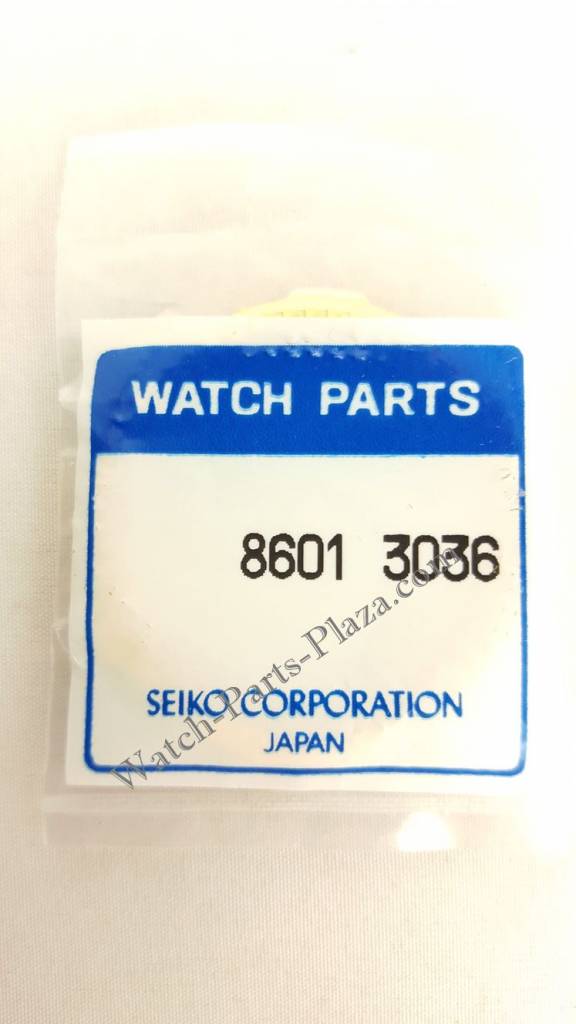 WATCH PARTS
8601 3036
Watch-Parts-Plaza.com
SEIKO CORPORATION
JAPAN